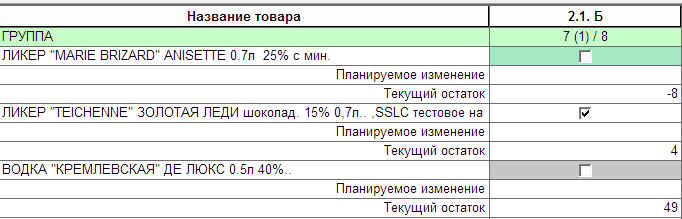 Название товара 2.1. Б
ГРУППА 7 (1) / 8
ЛИКЕР "MARIE BRIZARD" ANISETTE 0.7л 25% с мин.
Планируемое изменение
Текущий остаток -8
ЛИКЕР "TEICHENNE" ЗОЛОТАЯ ЛЕДИ шоколад. 15% 0,7л.. ,SSLC тестовое на
Планируемое изменение
Текущий остаток 4
ВОДКА "КРЕМЛЕВСКАЯ" ДЕ ЛЮКС 0.5л 40%..
Планируемое изменение
Текущий остаток 49